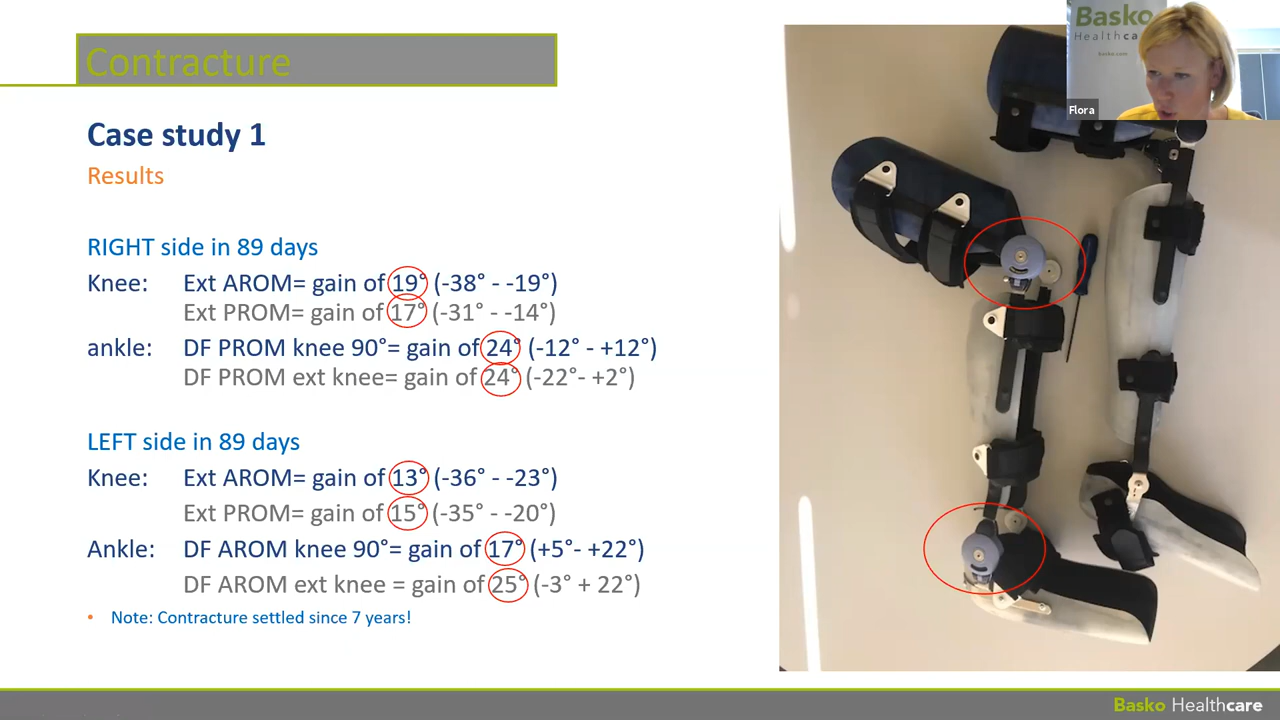 Contracture
Case study 1
Results
RIGHT side in 89 days
Knee: Ext AROM= gain of 19° (-38° - -19°)
Ext PROM= gain of 17° (-31° - -14°)
ankle: DF PROM knee 90°= gain of 24° (-12° - +12°)
DF PROM ext knee= gain of 24° (-22°- +2°)
LEFT side in 89 days
Knee: Ext AROM= gain of 13° (-36° - -23°)
Ext PROM= gain of 15° (-35° - -20°)
Ankle: DF AROM knee 90°= gain of 17° (+5°- +22°)
DF AROM ext knee = gain of 25° (-3° + 22°)
• Note: Contracture settled since 7 years!
Basko
Healthca
basko.com
Flora
Basko Healthcare